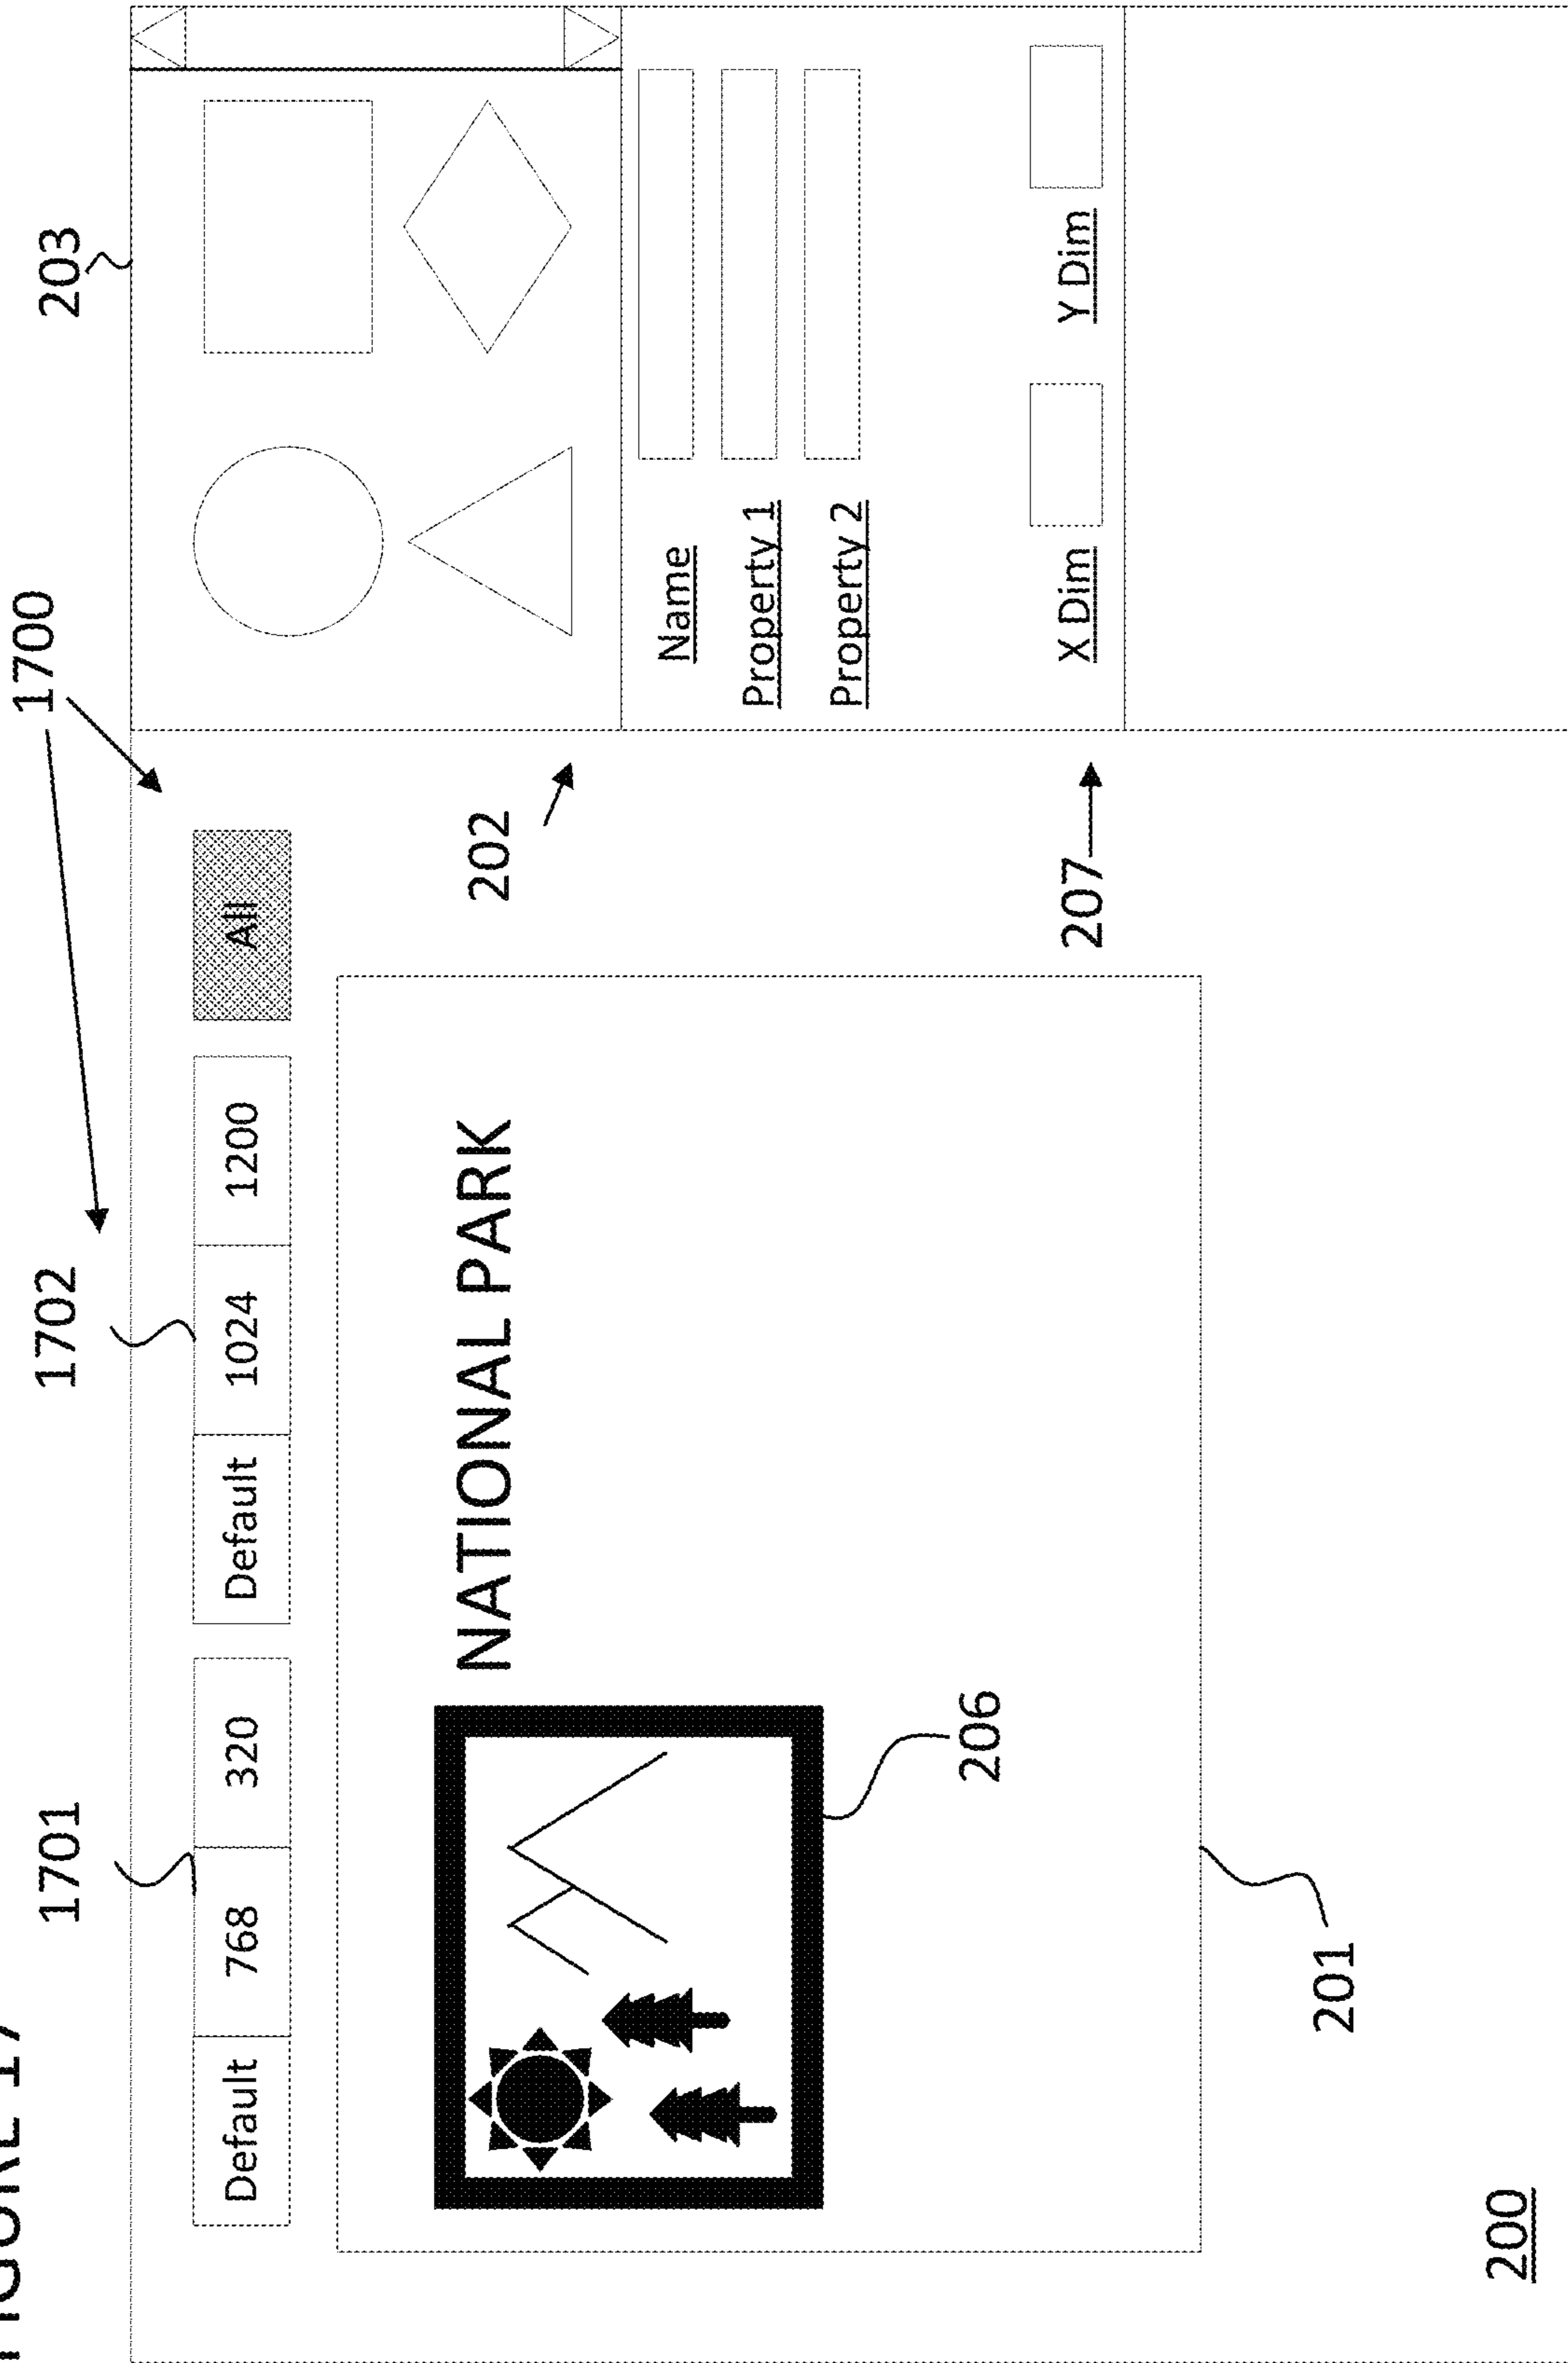 FIGURE 17
1700
1701
1702
203
Default 768 320
Default 1024 1200
All
NATIONAL PARK
202
Name
Property 1
Property 2
206
207
X Dim
Y Dim
201
200